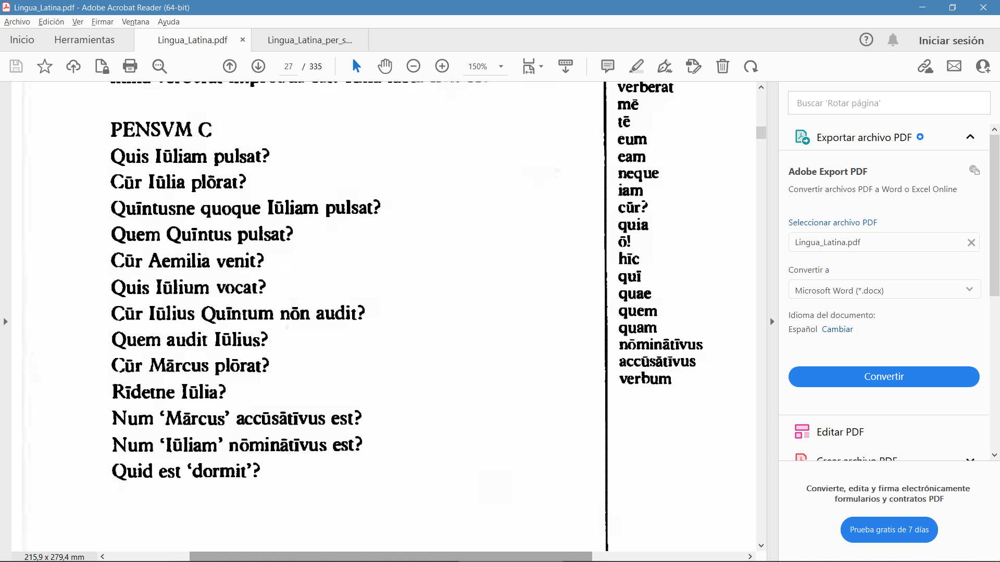 Lingua_Latina.pdf - Adobe Acrobat Reader (64-bit)
Archivo Edición Ver Firmar Ventana Ayuda
Inicio Herramientas Lingua_Latina.pdf × Lingua_Latina_per_s... ? Iniciar sesión
27 / 335 150%
PENSVM C
Quis Iūliam pulsat?
Cūr Iūlia plōrat?
Quīntusne quoque Iūliam pulsat?
Quem Quīntus pulsat?
Cūr Aemilia venit?
Quis Iūlium vocat?
Cūr Iūlius Quīntum nōn audit?
Quem audit Iūlius?
Cūr Mārcus plōrat?
Rīdetne Iūlia?
Num ‘Mārcus’ accūsātīvus est?
Num ‘Iūliam’ nōminātīvus est?
Quid est ‘dormit’?
verberat
mē
tē
eum
eam
neque
iam
cūr?
quia
ō!
hīc
quī
quae
quem
quam
nōminātīvus
accūsātīvus
verbum
215,9 x 279,4 mm
Buscar 'Rotar página'
Exportar archivo PDF
Adobe Export PDF
Convertir archivos PDF a Word o Excel Online
Seleccionar archivo PDF
Lingua_Latina.pdf
Convertir a
Microsoft Word (*.docx)
Idioma del documento:
Español Cambiar
Convertir
Editar PDF
Crear archivo PDF
Convierte, edita y firma electrónicamente
formularios y contratos PDF
Prueba gratis de 7 días